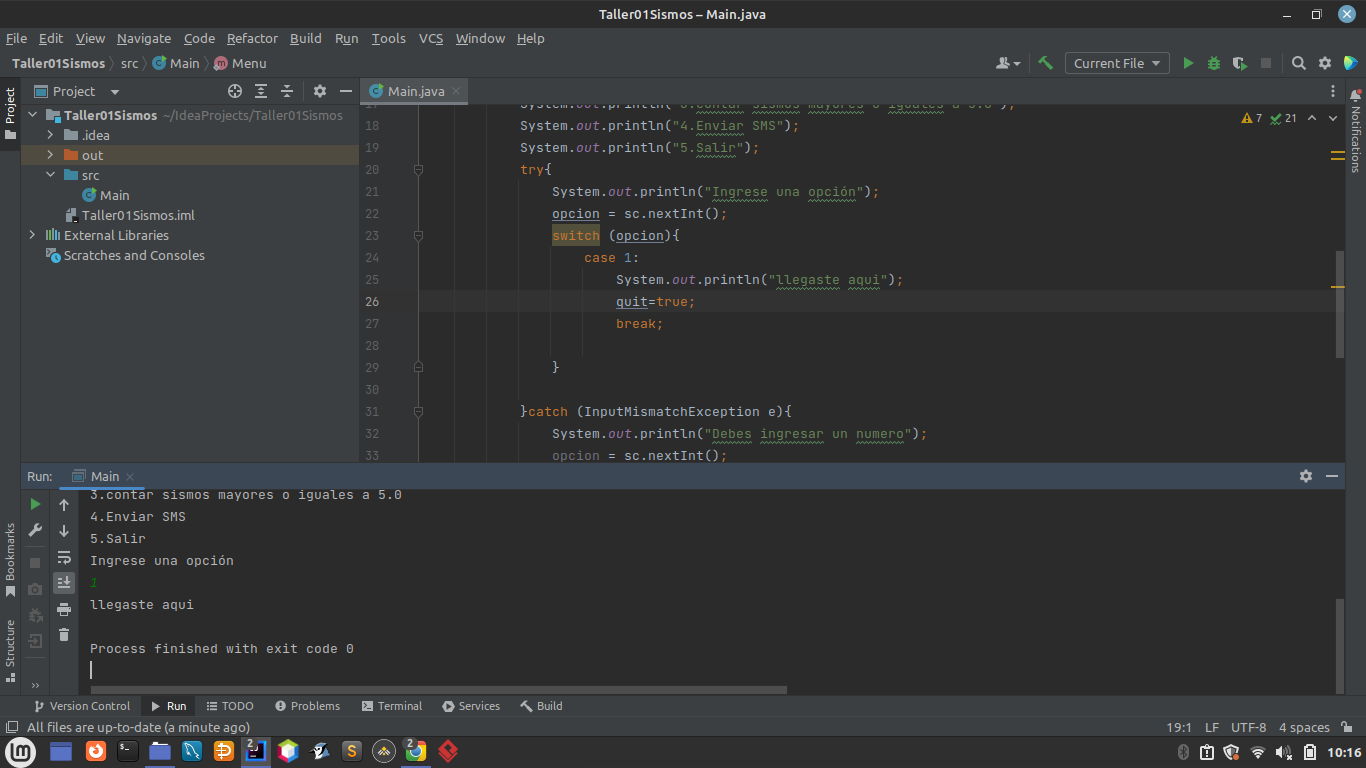 Taller01Sismos – Main.java
File Edit View Navigate Code Refactor Build Run Tools VCS Window Help
Taller01Sismos src Main Menu
Current File
Project
Main.java
Project
Taller01Sismos ~/IdeaProjects/Taller01Sismos
.idea
out
src
Main
Taller01Sismos.iml
External Libraries
Scratches and Consoles
17 System.out.println("3.contar sismos mayores o iguales a 5.0");
18 System.out.println("4.Enviar SMS");
19 System.out.println("5.Salir");
20 try{
21 System.out.println("Ingrese una opción");
22 opcion = sc.nextInt();
23 switch (opcion){
24 case 1:
25 System.out.println("llegaste aqui");
26 quit=true;
27 break;
28
29 }
30
31 }catch (InputMismatchException e){
32 System.out.println("Debes ingresar un numero");
33 opcion = sc.nextInt();
7 21
Notifications
Run: Main
3.contar sismos mayores o iguales a 5.0
4.Enviar SMS
5.Salir
Ingrese una opción
1
llegaste aqui
Process finished with exit code 0
Bookmarks
Structure
Version Control Run TODO Problems Terminal Services Build
All files are up-to-date (a minute ago)
19:1 LF UTF-8 4 spaces
2 2
10:16